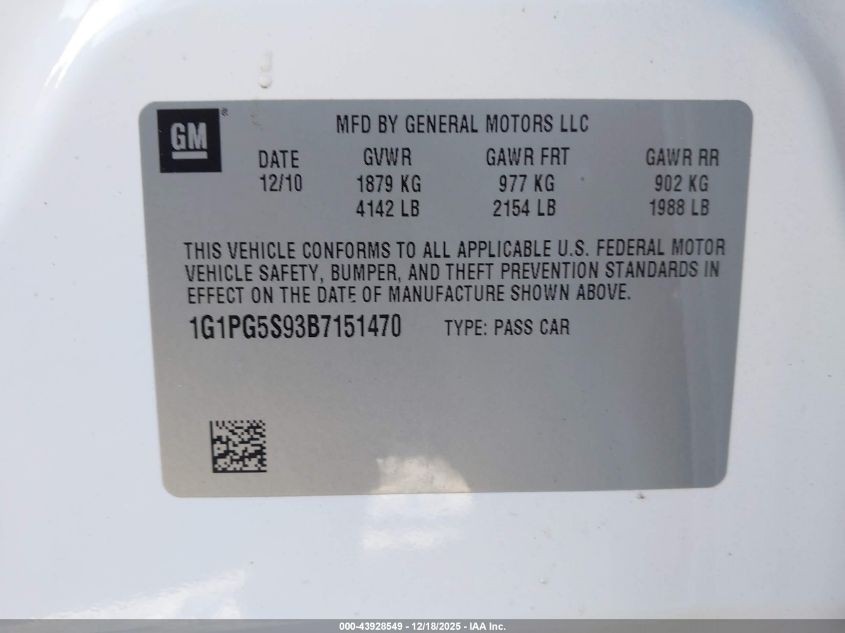 GM ®
MFD BY GENERAL MOTORS LLC
DATE GVWR GAWR FRT GAWR RR
12/10 1879 KG 977 KG 902 KG
4142 LB 2154 LB 1988 LB
THIS VEHICLE CONFORMS TO ALL APPLICABLE U.S. FEDERAL MOTOR
VEHICLE SAFETY, BUMPER, AND THEFT PREVENTION STANDARDS IN
EFFECT ON THE DATE OF MANUFACTURE SHOWN ABOVE.
1G1PG5S93B7151470 TYPE: PASS CAR
000-43928549 - 12/18/2025 - IAA Inc.